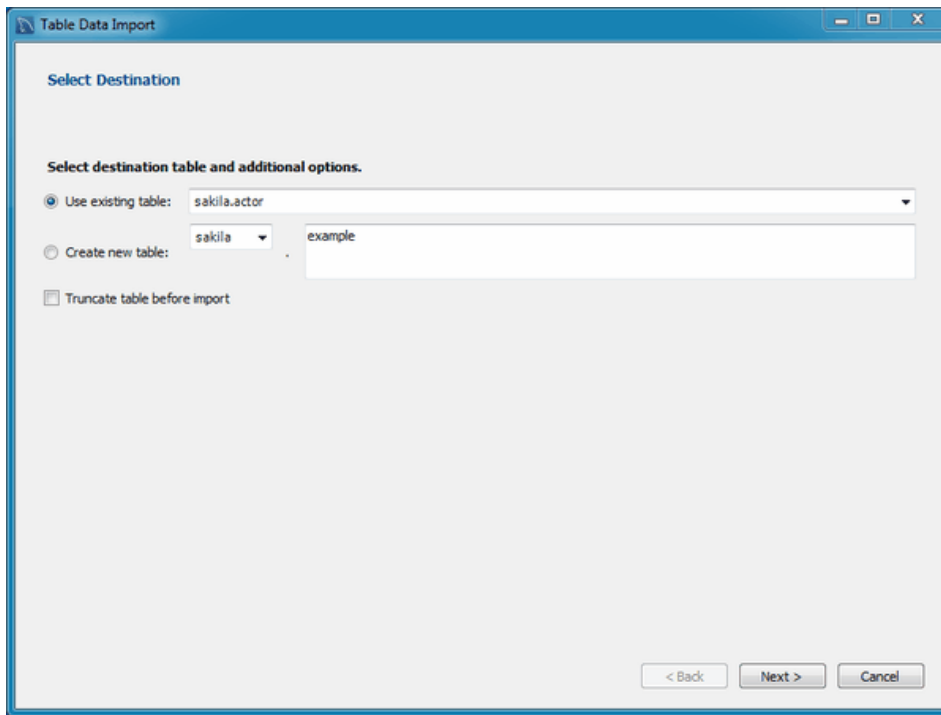 Table Data Import
Select Destination
Select destination table and additional options.
Use existing table: sakila.actor
Create new table: sakila . example
Truncate table before import
< Back Next > Cancel